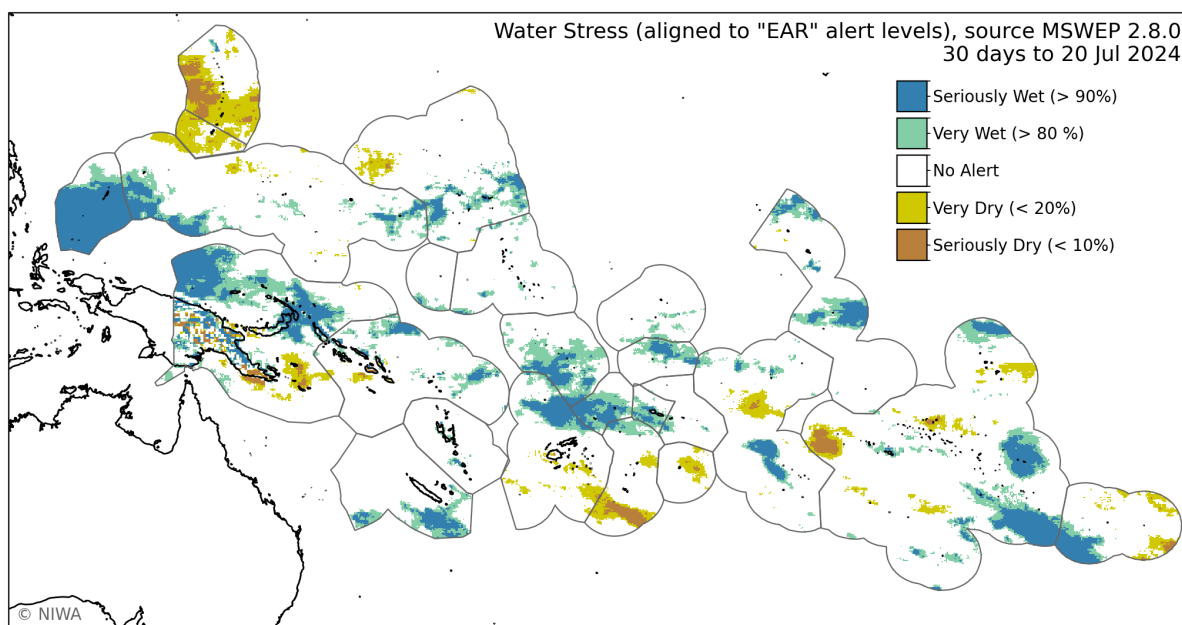 Water Stress (aligned to "EAR" alert levels), source MSWEP 2.8.0
30 days to 20 Jul 2024
Seriously Wet (> 90%)
Very Wet (> 80 %)
No Alert
Very Dry (< 20%)
Seriously Dry (< 10%)
© NIWA